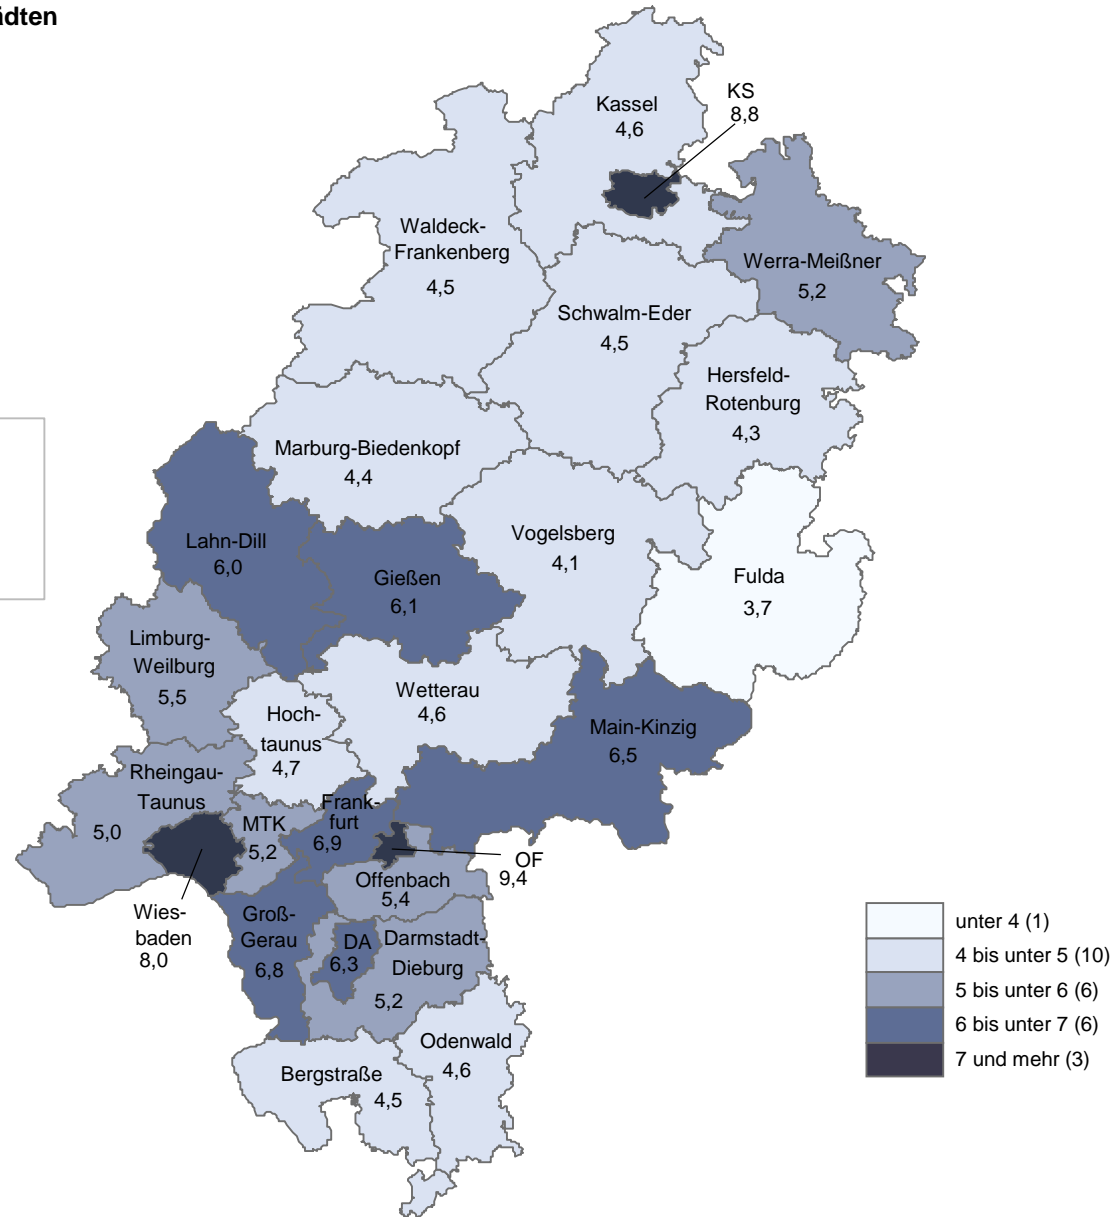 ädten
KS
8,8
Kassel
4,6
Waldeck-
Frankenberg
4,5
Werra-Meißner
5,2
Schwalm-Eder
4,5
Hersfeld-
Rotenburg
4,3
Marburg-Biedenkopf
4,4
Lahn-Dill
6,0
Gießen
6,1
Vogelsberg
4,1
Fulda
3,7
Limburg-
Weilburg
5,5
Wetterau
4,6
Hoch-
taunus
4,7
Main-Kinzig
6,5
Rheingau-
Taunus
5,0
MTK
5,2
Frank-
furt
6,9
OF
9,4
Offenbach
5,4
Wies-
baden
8,0
Groß-
Gerau
6,8
DA
6,3
Darmstadt-
Dieburg
5,2
Odenwald
4,6
Bergstraße
4,5
unter 4 (1)
4 bis unter 5 (10)
5 bis unter 6 (6)
6 bis unter 7 (6)
7 und mehr (3)